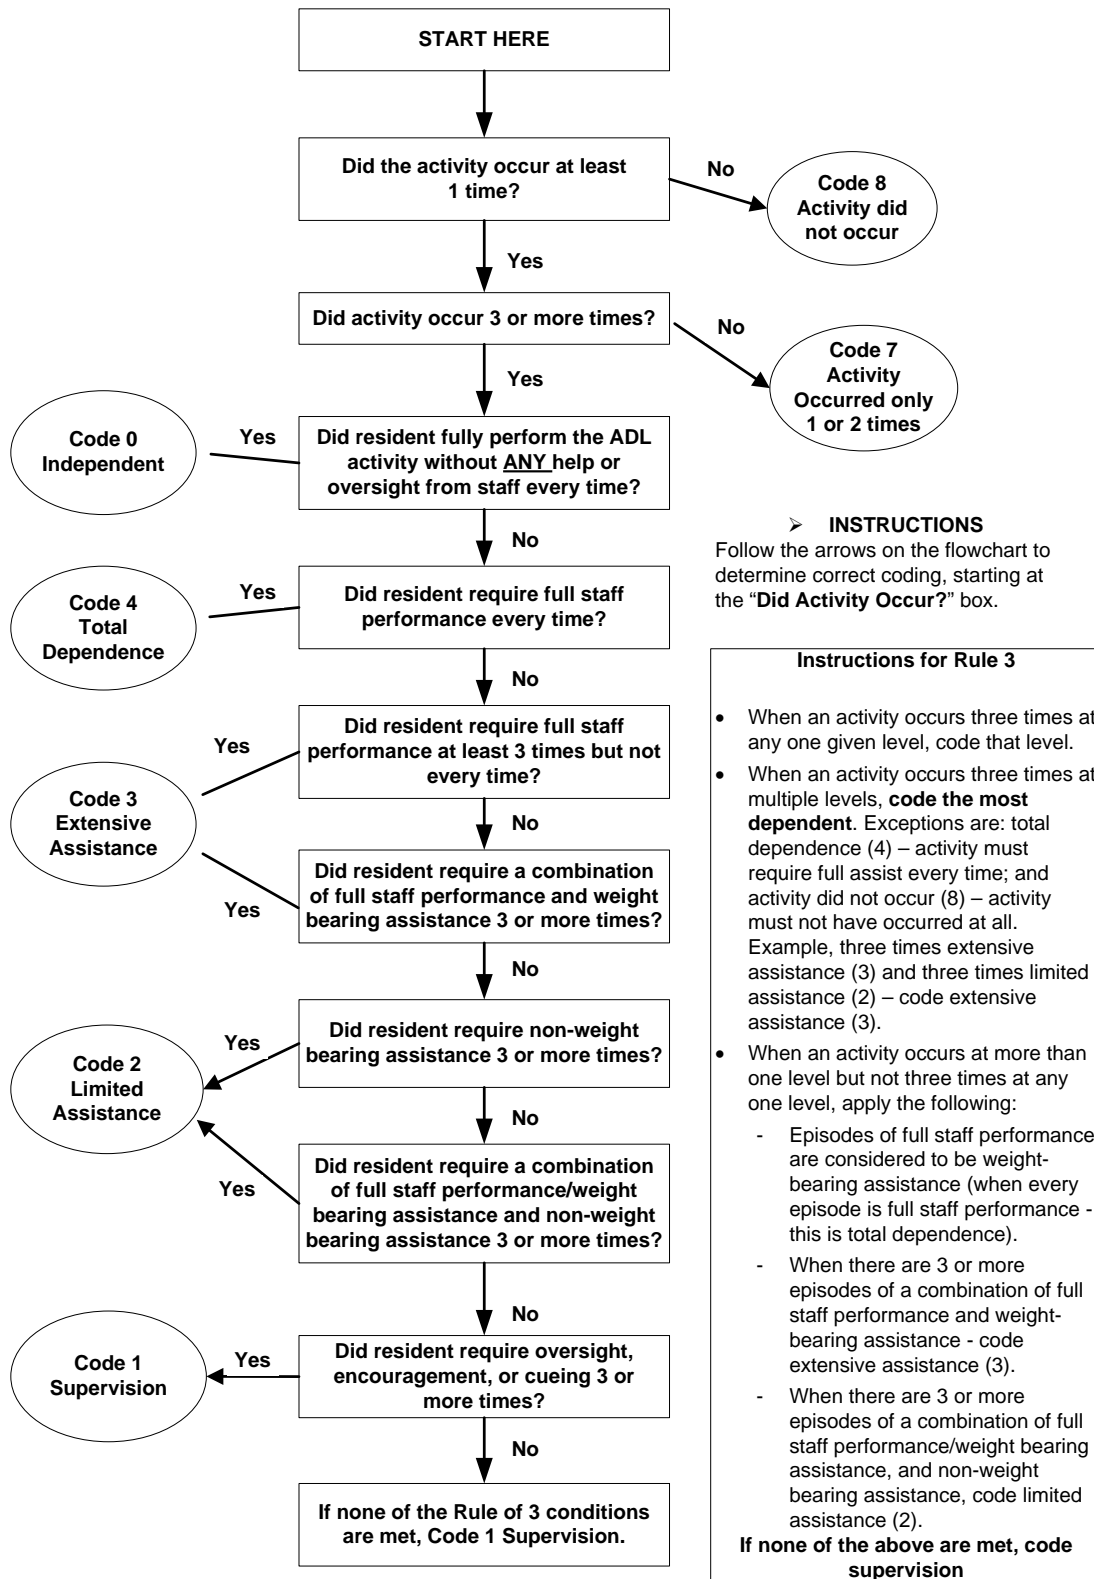 START HERE
Did the activity occur at least
1 time?
No
Code 8
Activity did
not occur
Yes
Did activity occur 3 or more times?
No
Code 7
Activity
Occurred only
1 or 2 times
Yes
Code 0
Independent
Yes
Did resident fully perform the ADL
activity without ANY help or
oversight from staff every time?
No
Code 4
Total
Dependence
Yes
Did resident require full staff
performance every time?
No
Code 3
Extensive
Assistance
Yes
Did resident require full staff
performance at least 3 times but not
every time?
No
Yes
Did resident require a combination
of full staff performance and weight
bearing assistance 3 or more times?
No
Code 2
Limited
Assistance
Yes
Did resident require non-weight
bearing assistance 3 or more times?
No
Yes
Did resident require a combination
of full staff performance/weight
bearing assistance and non-weight
bearing assistance 3 or more times?
No
Code 1
Supervision
Yes
Did resident require oversight,
encouragement, or cueing 3 or
more times?
No
If none of the Rule of 3 conditions
are met, Code 1 Supervision.
➢ INSTRUCTIONS
Follow the arrows on the flowchart to
determine correct coding, starting at
the “Did Activity Occur?” box.
Instructions for Rule 3
• When an activity occurs three times at
any one given level, code that level.
• When an activity occurs three times at
multiple levels, code the most
dependent. Exceptions are: total
dependence (4) – activity must
require full assist every time; and
activity did not occur (8) – activity
must not have occurred at all.
Example, three times extensive
assistance (3) and three times limited
assistance (2) – code extensive
assistance (3).
• When an activity occurs at more than
one level but not three times at any
one level, apply the following:
- Episodes of full staff performance
are considered to be weight-
bearing assistance (when every
episode is full staff performance -
this is total dependence).
- When there are 3 or more
episodes of a combination of full
staff performance and weight-
bearing assistance - code
extensive assistance (3).
- When there are 3 or more
episodes of a combination of full
staff performance/weight bearing
assistance, and non-weight
bearing assistance, code limited
assistance (2).
If none of the above are met, code
supervision